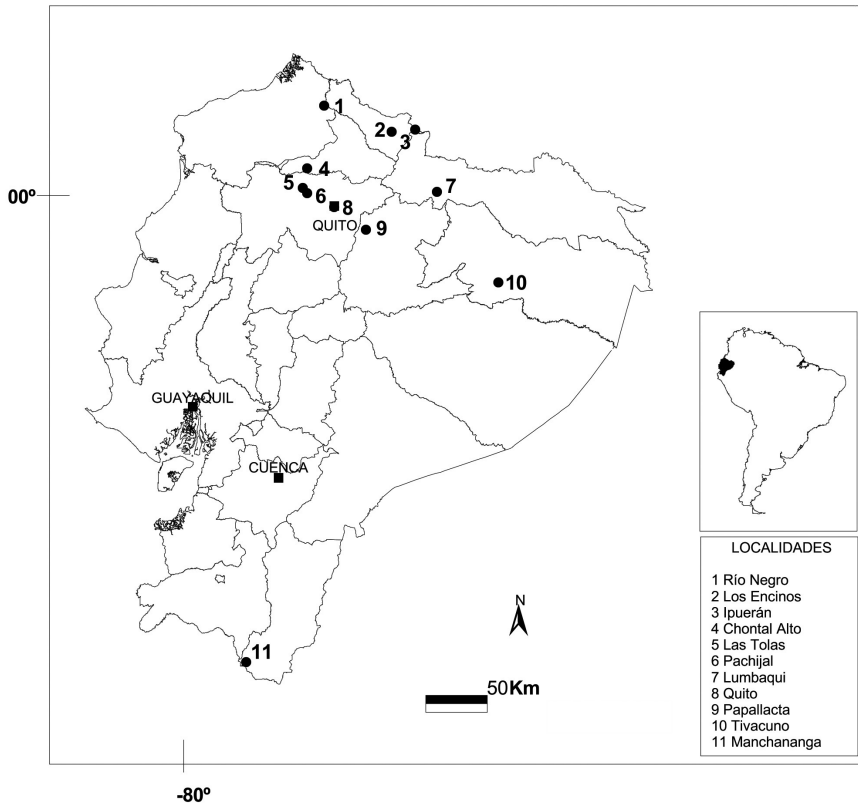 1
2
3
4
00º
5
6
7
8
QUITO
9
10
GUAYAQUIL
CUENCA
11
N
50Km
-80º
LOCALIDADES
1 Río Negro
2 Los Encinos
3 Ipuerán
4 Chontal Alto
5 Las Tolas
6 Pachijal
7 Lumbaqui
8 Quito
9 Papallacta
10 Tivacuno
11 Manchananga